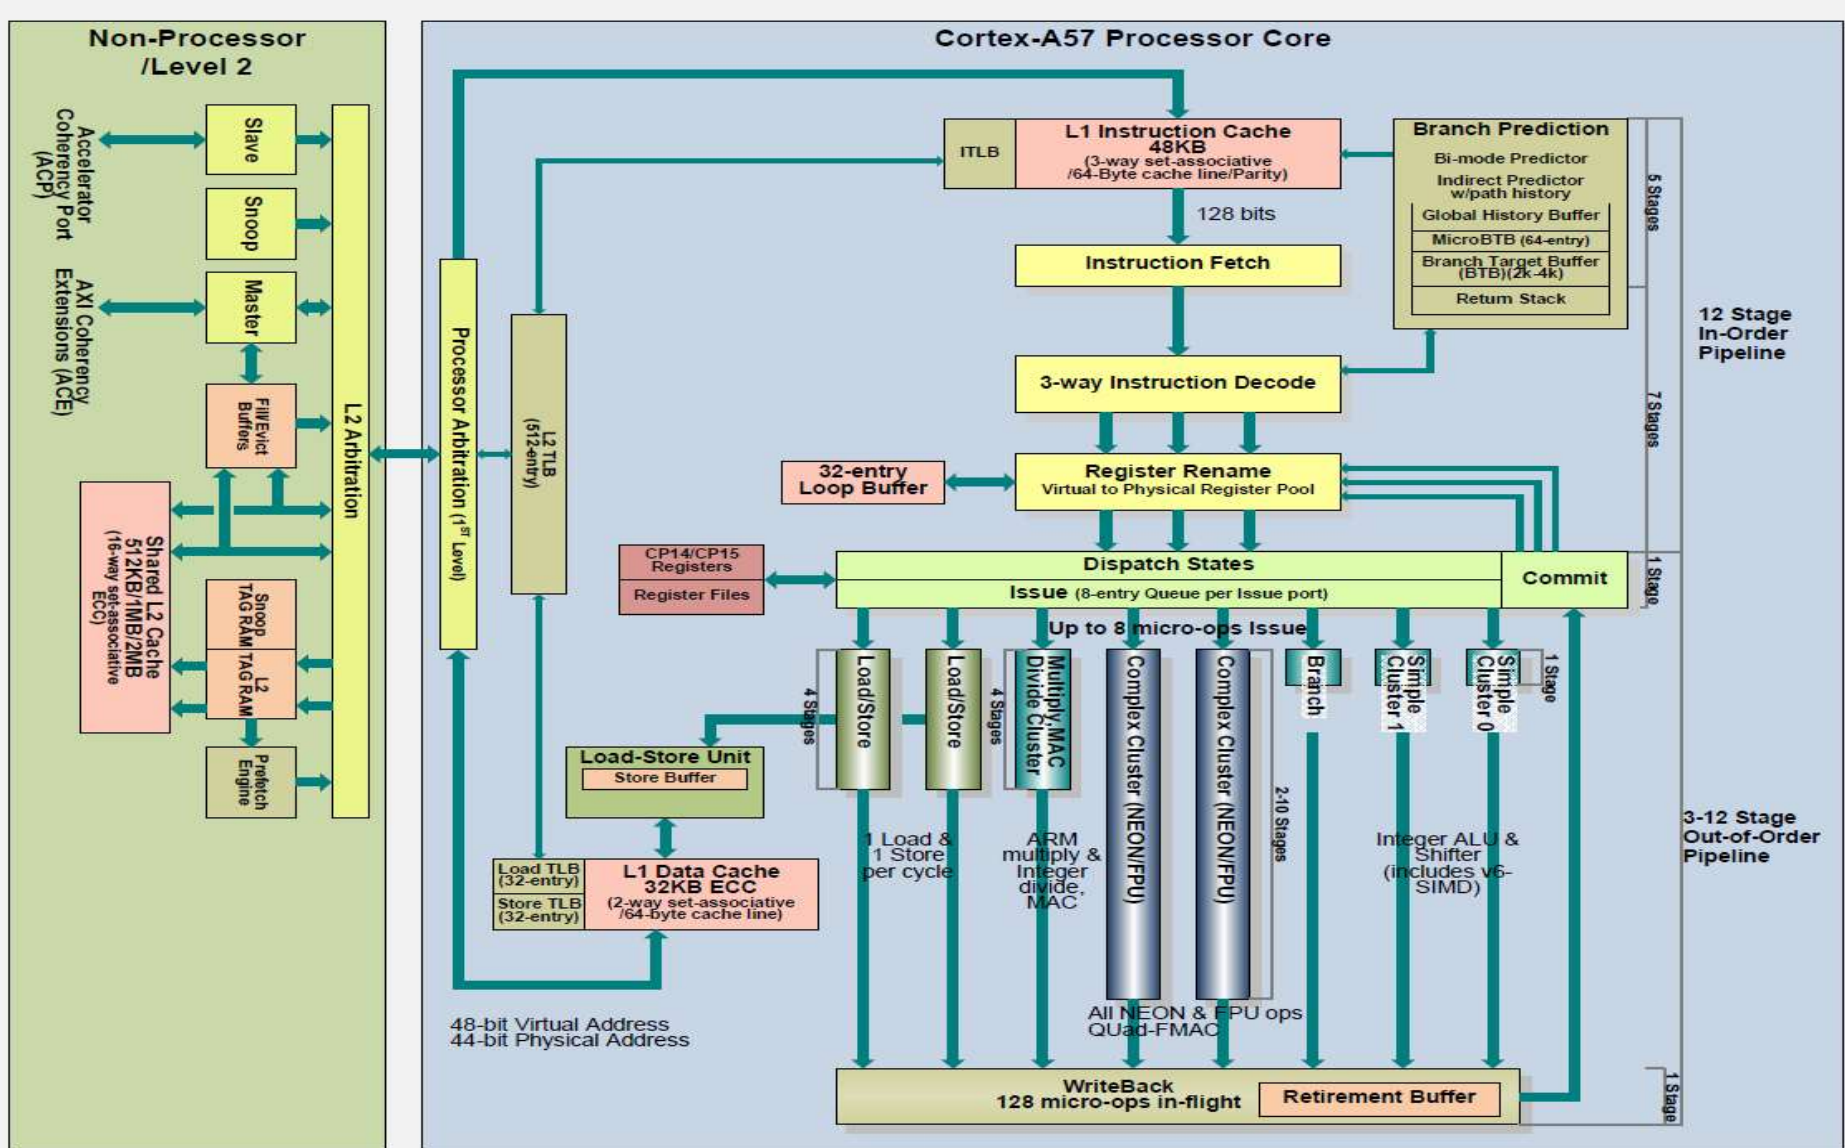 Non-Processor
/Level 2
Accelerator
Coherency Port
(ACP)
AXI Coherency
Extensions (ACE)
Slave
Snoop
Master
Fill/Evict
Buffers
L2 Arbitration
Shared L2 Cache
512KB/1MB/2MB
(16-way set-associative
ECC)
Snoop
TAG RAM
L2
TAG RAM
Prefetch
Engine
Cortex-A57 Processor Core
Processor Arbitration (1ST Level)
L2 TLB
(512-entry)
ITLB
L1 Instruction Cache
48KB
(3-way set-associative
/64-Byte cache line/Parity)
128 bits
Branch Prediction
Bi-mode Predictor
Indirect Predictor
w/path history
Global History Buffer
MicroBTB (64-entry)
Branch Target Buffer
(BTB)(2k-4k)
Return Stack
5 Stages
Instruction Fetch
12 Stage
In-Order
Pipeline
3-way Instruction Decode
7 Stages
32-entry
Loop Buffer
Register Rename
Virtual to Physical Register Pool
CP14/CP15
Registers
Register Files
Dispatch States
Issue (8-entry Queue per Issue port)
Commit
1 Stage
Up to 8 micro-ops Issue
4 Stages
Load/Store
Load/Store
4 Stages
Multiply,MAC
Divide Cluster
Complex Cluster (NEON/FPU)
Complex Cluster (NEON/FPU)
2-10 Stages
Branch
Simple
Cluster 1
Simple
Cluster 0
1 Stage
Load-Store Unit
Store Buffer
1 Load &
1 Store
per cycle
ARM
multiply &
Integer
divide,
MAC
Integer ALU &
Shifter
(includes v6-
SIMD)
3-12 Stage
Out-of-Order
Pipeline
Load TLB
(32-entry)
Store TLB
(32-entry)
L1 Data Cache
32KB ECC
(2-way set-associative
/64-byte cache line)
48-bit Virtual Address
44-bit Physical Address
All NEON & FPU ops
QUad-FMAC
WriteBack
128 micro-ops in-flight
Retirement Buffer
1 Stage